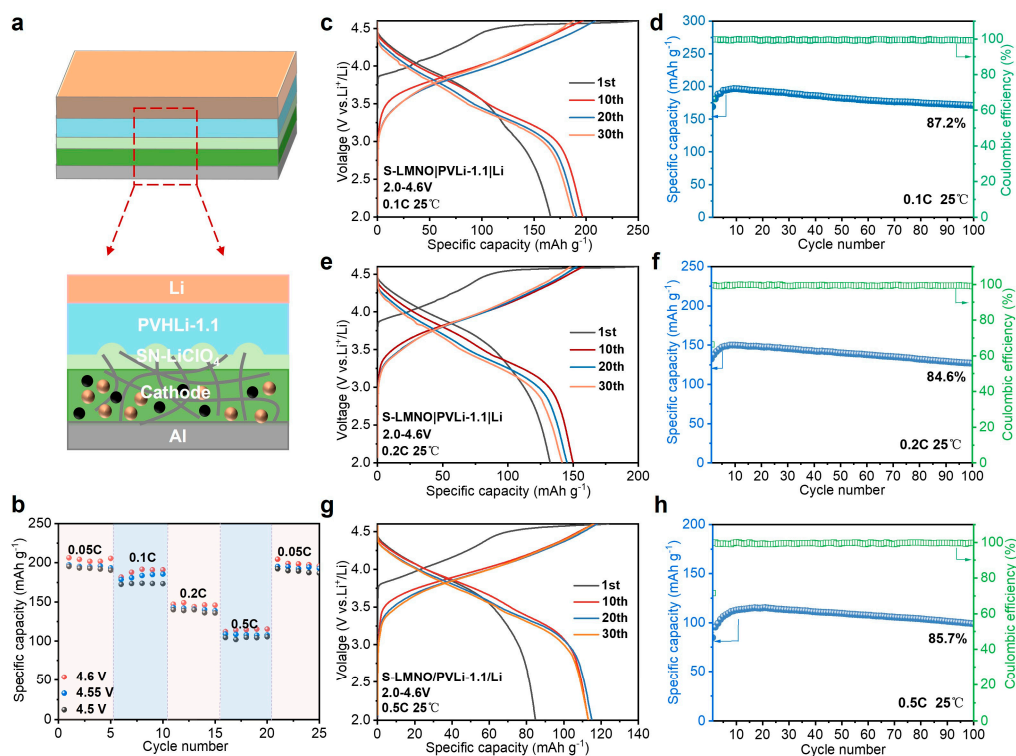 a
Li
PVHLi-1.1
SN-LiClO₄
Cathode
Al
b
Specific capacity (mAh g⁻¹)
250
200
150
100
50
0
0.05C
0.1C
0.2C
0.5C
0.05C
4.6 V
4.55 V
4.5 V
0 5 10 15 20 25
Cycle number
c
Volalge (V vs.Li⁺/Li)
4.5
4.0
3.5
3.0
2.5
2.0
1st
10th
20th
30th
S-LMNO|PVLi-1.1|Li
2.0-4.6V
0.1C 25℃
0 50 100 150 200 250
Specific capacity (mAh g⁻¹)
d
Specific capacity (mAh g⁻¹)
300
250
200
150
100
50
0
87.2%
0.1C 25℃
0 10 20 30 40 50 60 70 80 90 100
Cycle number
100
80
60
40
20
0
Coulombic efficiency (%)
e
Voltage (V vs.Li⁺/Li)
4.5
4.0
3.5
3.0
2.5
2.0
1st
10th
20th
30th
S-LMNO|PVLi-1.1|Li
2.0-4.6V
0.2C 25℃
0 50 100 150 200
Specific capacity (mAh g⁻¹)
f
Specific capacity (mAh g⁻¹)
250
200
150
100
50
0
84.6%
0.2C 25℃
0 10 20 30 40 50 60 70 80 90 100
Cycle number
100
80
60
40
20
0
Coulombic efficiency (%)
g
Volalge (V vs.Li⁺/Li)
4.5
4.0
3.5
3.0
2.5
2.0
1st
10th
20th
30th
S-LMNO/PVLi-1.1/Li
2.0-4.6V
0.5C 25℃
0 20 40 60 80 100 120 140
Specific capacity (mAh g⁻¹)
h
Specific capacity (mAh g⁻¹)
200
150
100
50
0
85.7%
0.5C 25℃
0 10 20 30 40 50 60 70 80 90 100
Cycle number
100
80
60
40
20
0
Coulombic efficiency (%)